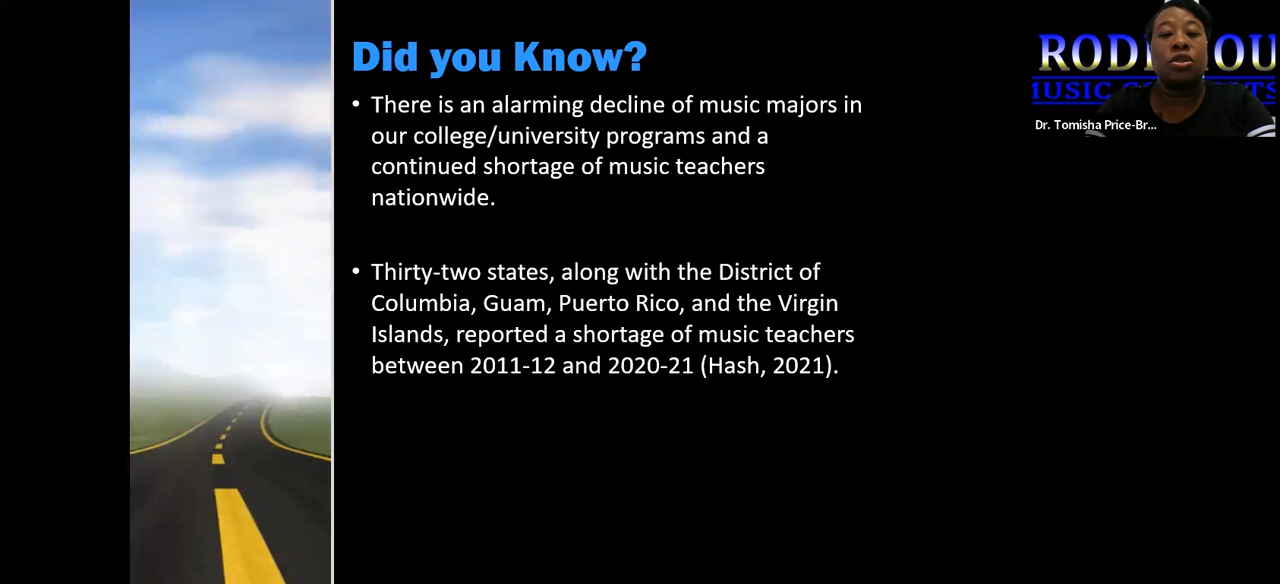 Did you Know?
• There is an alarming decline of music majors in
our college/university programs and a
continued shortage of music teachers
nationwide.
• Thirty-two states, along with the District of
Columbia, Guam, Puerto Rico, and the Virgin
Islands, reported a shortage of music teachers
between 2011-12 and 2020-21 (Hash, 2021).
Dr. Tomisha Price-Br...